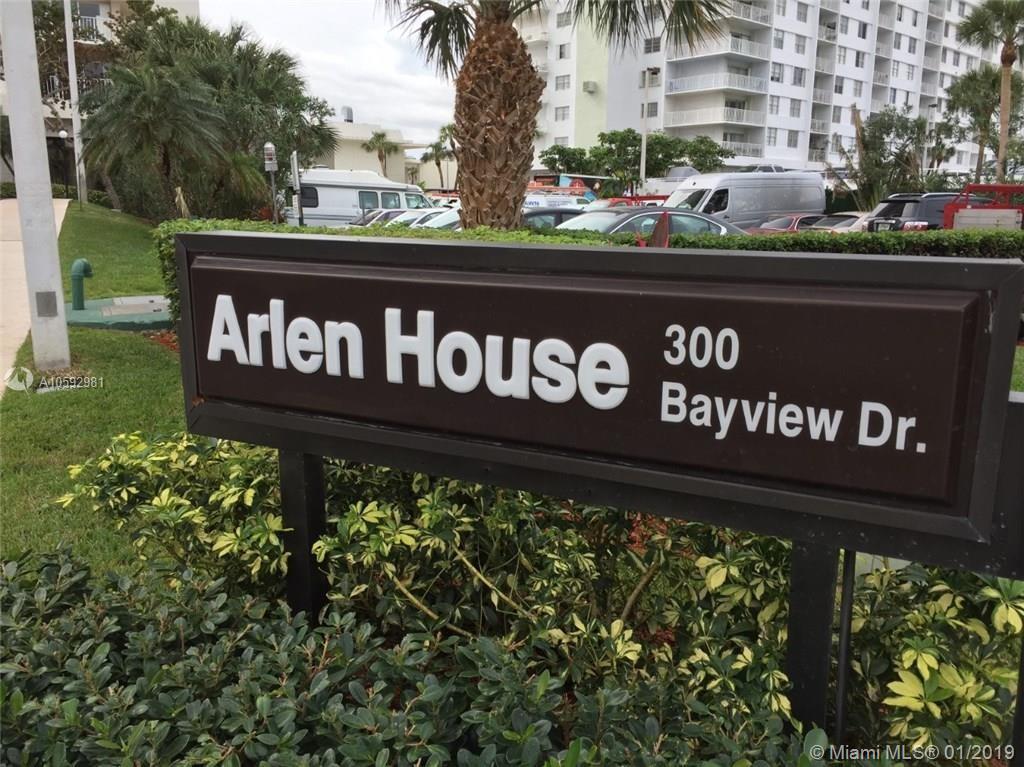 Arlen House
300
Bayview Dr.
A10592981
©Miami MLS® 01/2019